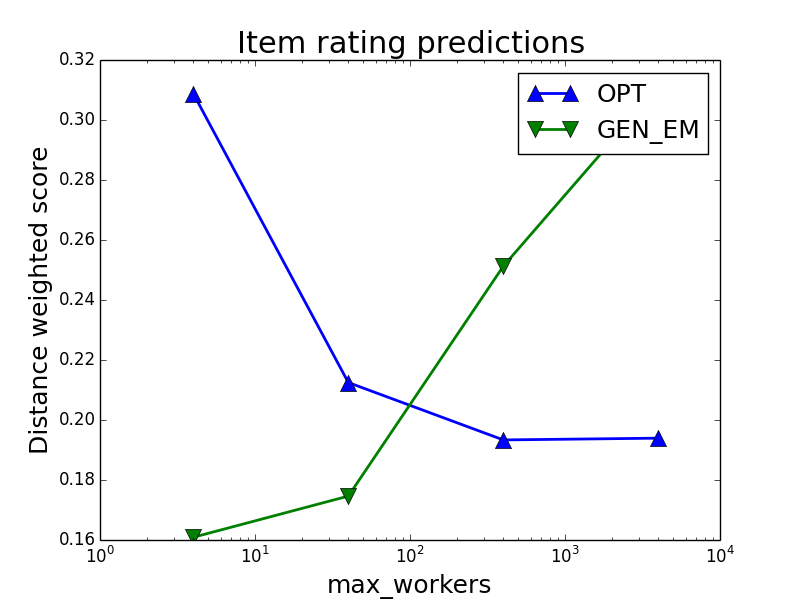 Item rating predictions
OPT
GEN_EM
Distance weighted score
0.32
0.30
0.28
0.26
0.24
0.22
0.20
0.18
0.16
10^0
10^1
10^2
10^3
10^4
max_workers